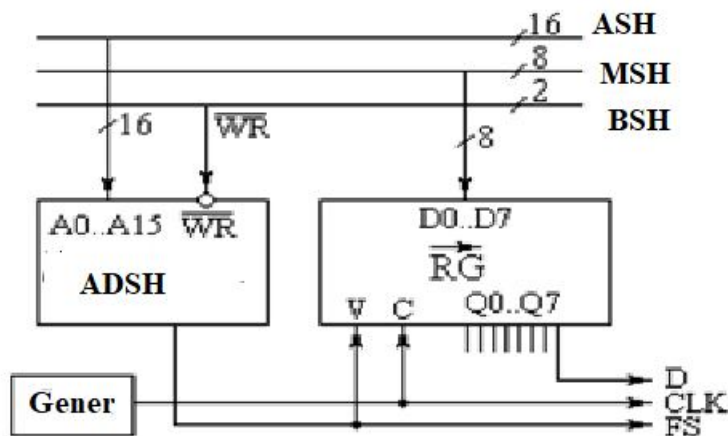 16 ASH
8 MSH
2 BSH
16
WR
8
A0..A15 WR
ADSH
D0..D7
RG
V C Q0..Q7
Gener
D
CLK
FS